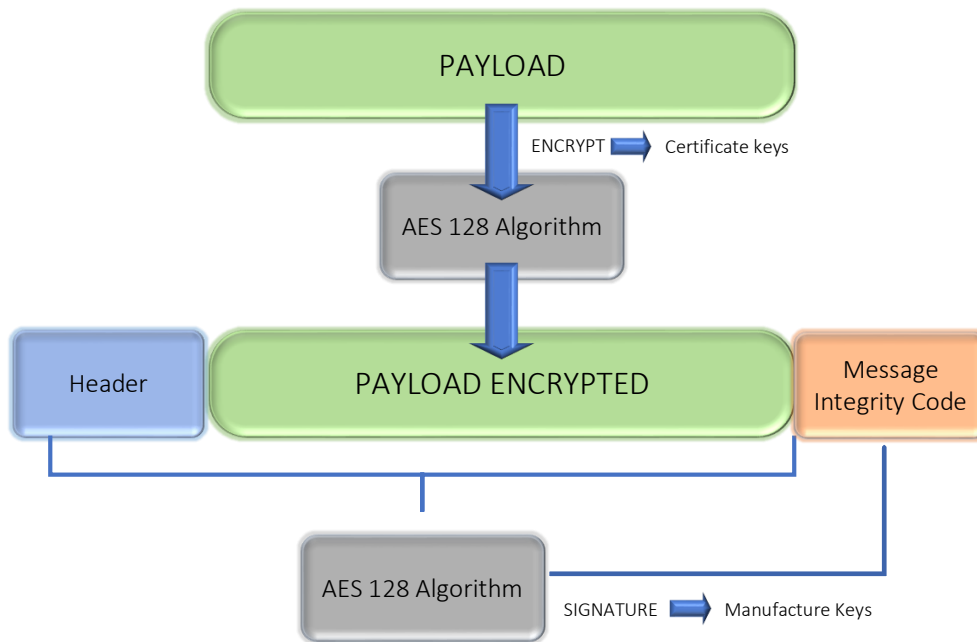 PAYLOAD
ENCRYPT
Certificate keys
AES 128 Algorithm
Header
PAYLOAD ENCRYPTED
Message
Integrity Code
AES 128 Algorithm
SIGNATURE
Manufacture Keys